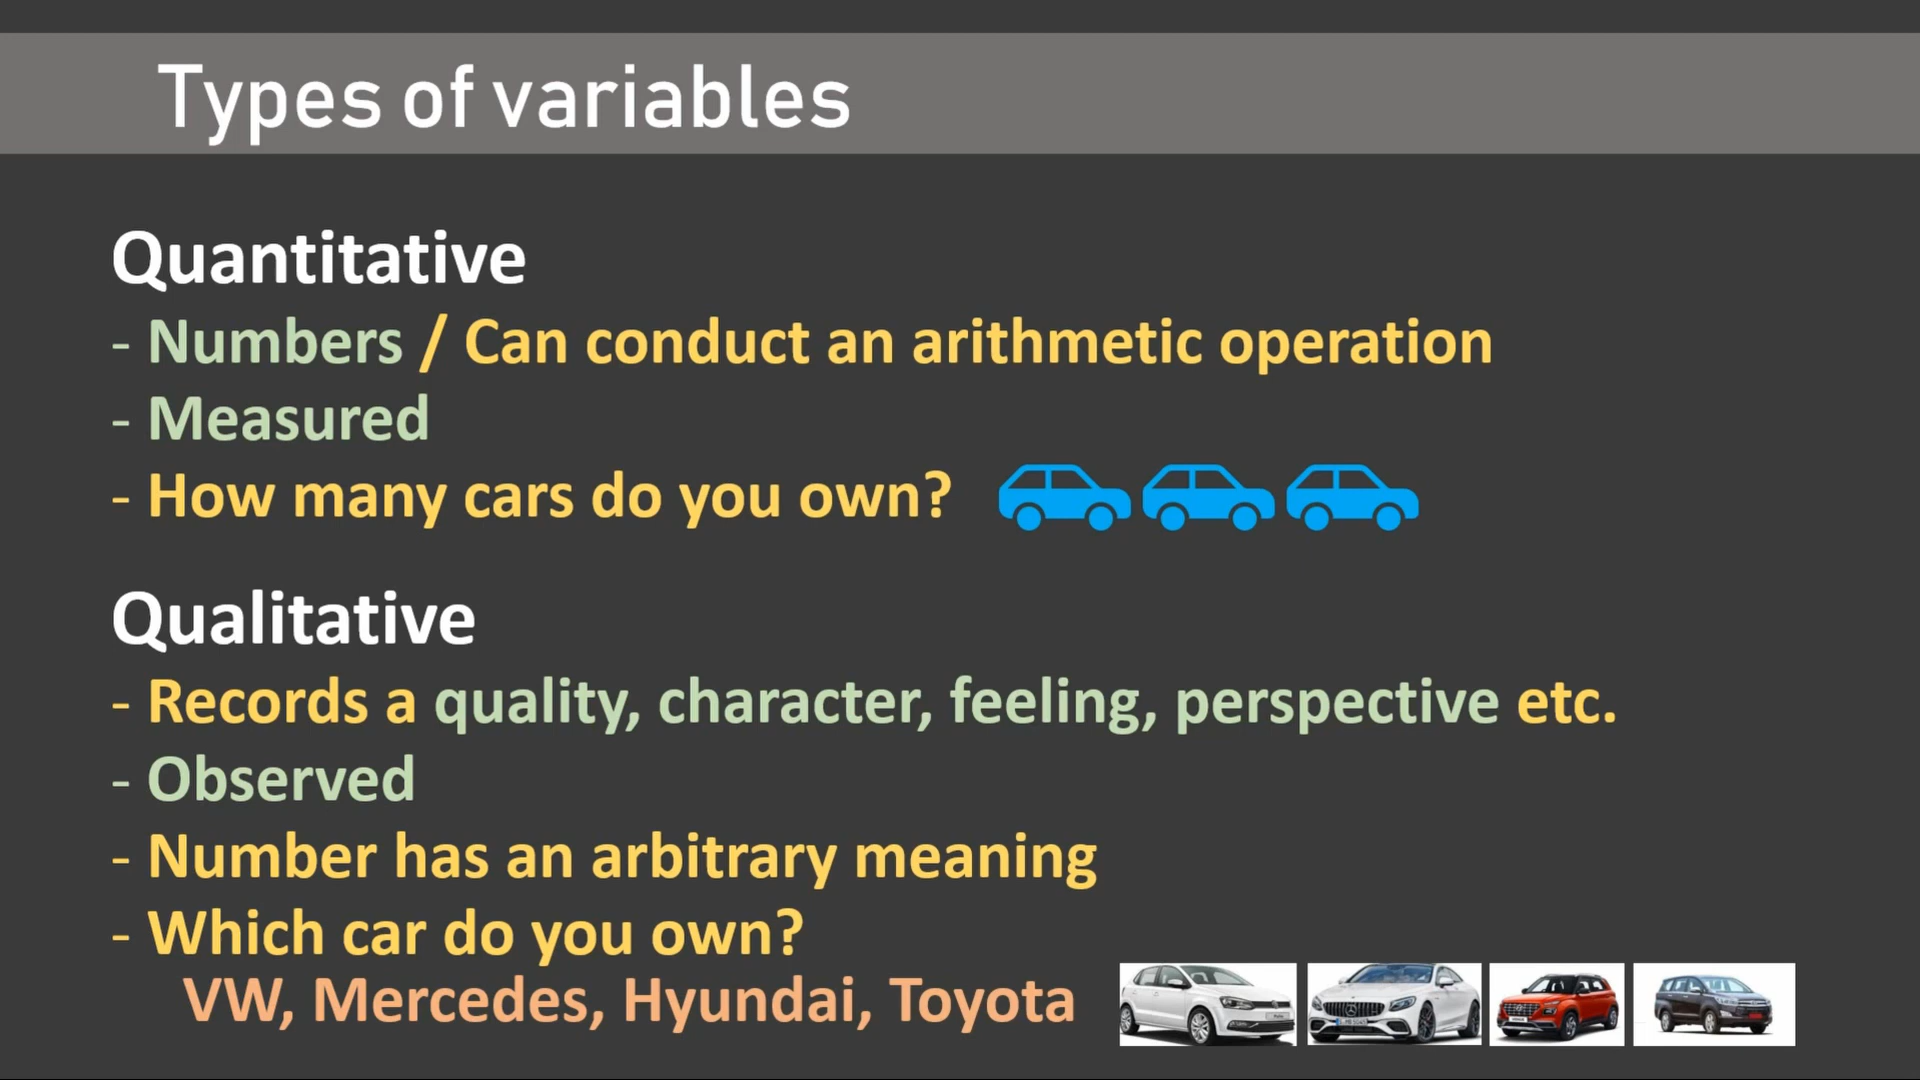 Types of variables
Quantitative
- Numbers / Can conduct an arithmetic operation
- Measured
- How many cars do you own?
Qualitative
- Records a quality, character, feeling, perspective etc.
- Observed
- Number has an arbitrary meaning
- Which car do you own?
VW, Mercedes, Hyundai, Toyota